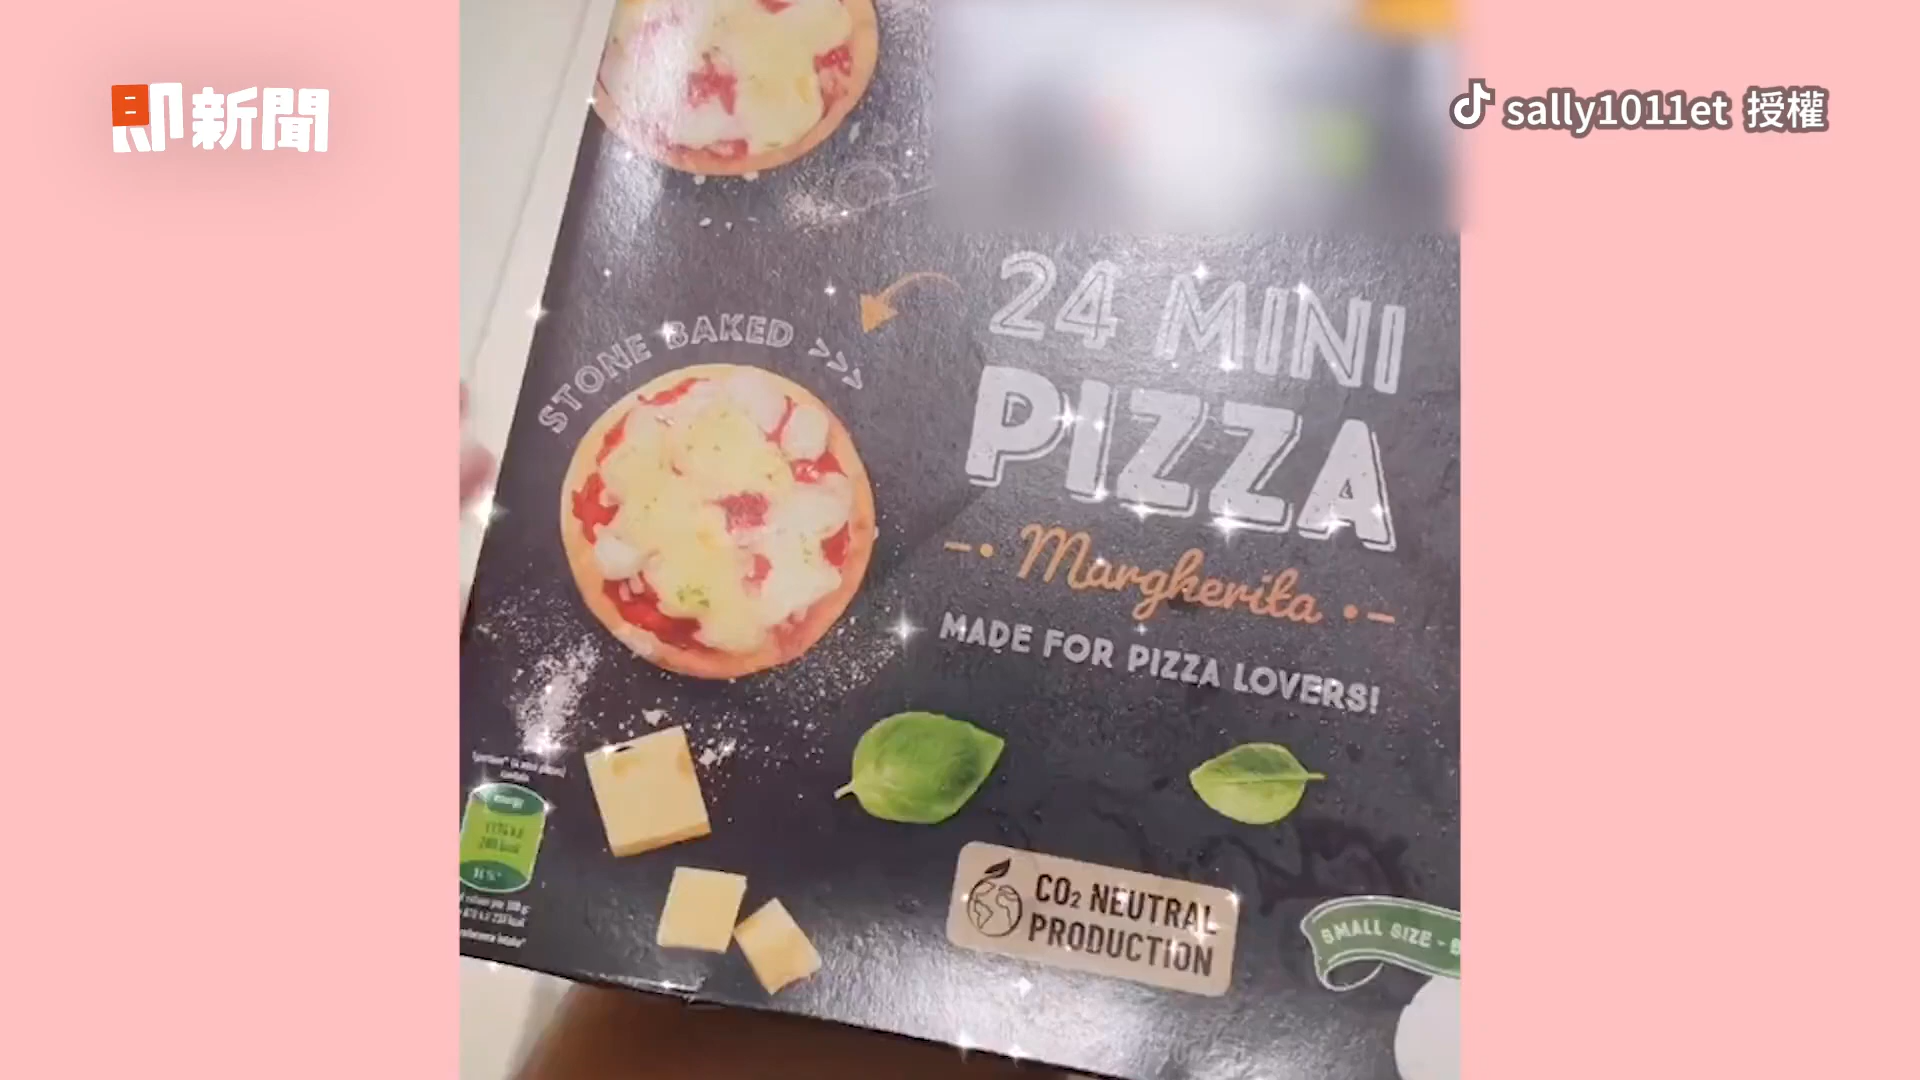 即新聞
sally1011et 授權
24 MINI
PIZZA
Margherita
MADE FOR PIZZA LOVERS!
STONE BAKED >>>
energy
CO₂ NEUTRAL
PRODUCTION
SMALL SIZE -